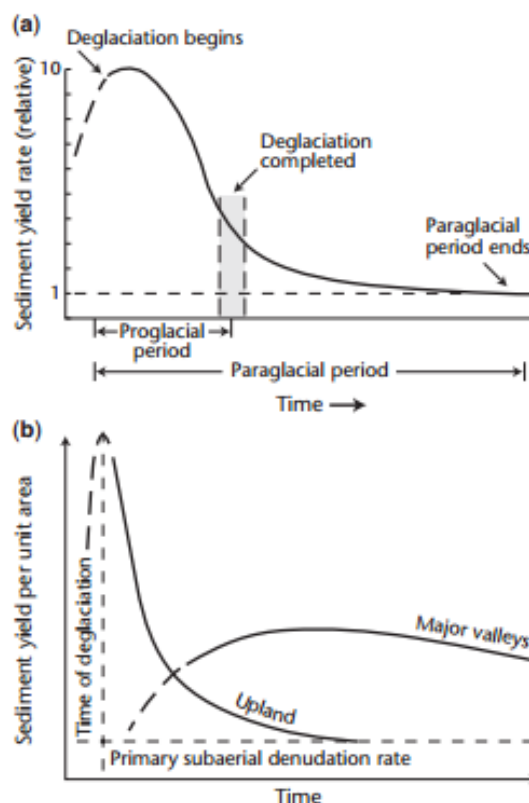 (a)
Deglaciation begins
10
Sediment yield rate (relative)
Deglaciation
completed
Paraglacial
period ends
1
Proglacial
period
Paraglacial period
Time
(b)
Sediment yield per unit area
Time of deglaciation
Major valleys
Upland
Primary subaerial denudation rate
Time